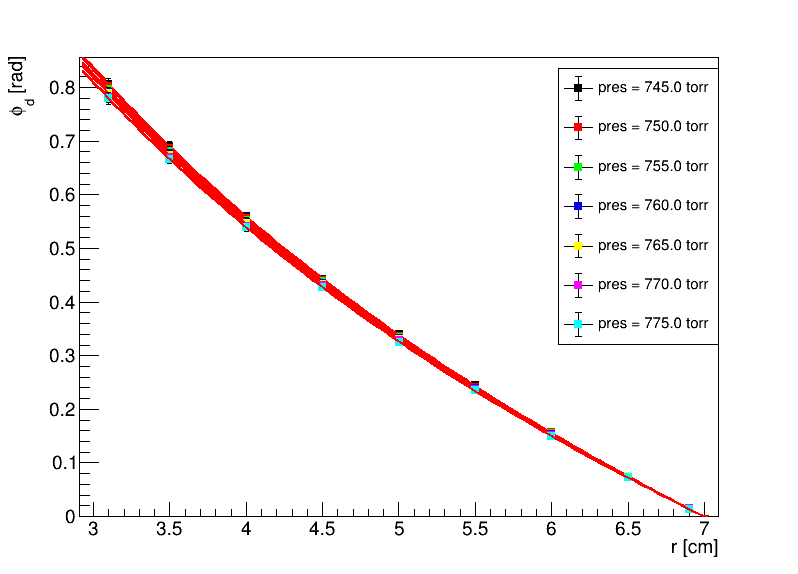 ϕd [rad]
pres = 745.0 torr
pres = 750.0 torr
pres = 755.0 torr
pres = 760.0 torr
pres = 765.0 torr
pres = 770.0 torr
pres = 775.0 torr
0.8
0.7
0.6
0.5
0.4
0.3
0.2
0.1
0
3 3.5 4 4.5 5 5.5 6 6.5 7
r [cm]